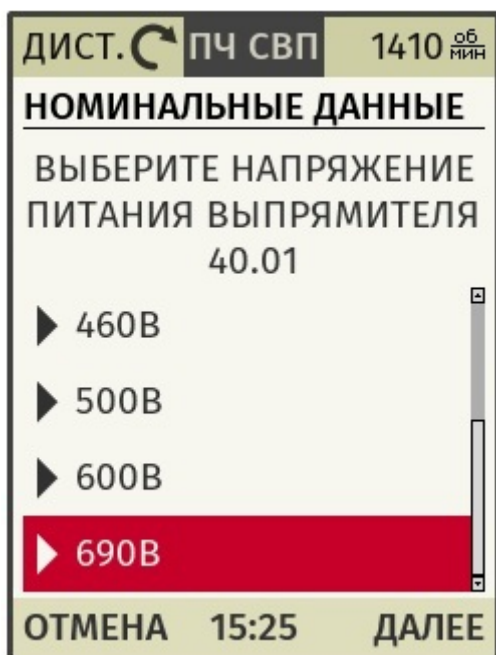 ДИСТ. ПЧ СВП 1410 об/мин
НОМИНАЛЬНЫЕ ДАННЫЕ
ВЫБЕРИТЕ НАПРЯЖЕНИЕ
ПИТАНИЯ ВЫПРЯМИТЕЛЯ
40.01
460В
500В
600В
690В
ОТМЕНА 15:25 ДАЛЕЕ